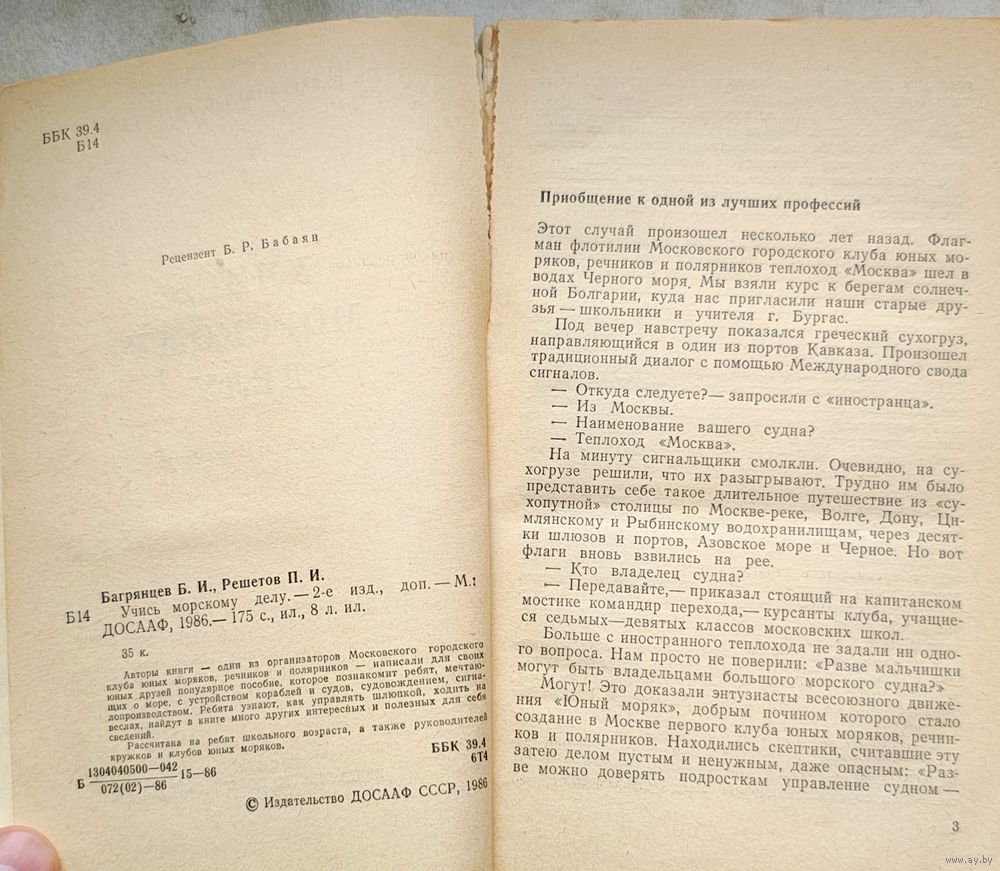 ББК 39.4
Б14
Рецензент Б. Р. Бабаян
Багрянцев Б. И., Решетов П. И.
Б14 Учись морскому делу. — 2-е изд., доп. — М.:
ДОСААФ, 1986.— 175 с., ил., 8 л. ил.
35 к.
Авторы книги — одни из организаторов Московского городского
клуба юных моряков, речников и полярников — написали для своих
юных друзей популярное пособие, которое познакомит ребят, мечтаю-
щих о море, с устройством кораблей и судов, судовождением, сигна-
лопроизводством. Ребята узнают, как управлять шлюпкой, ходить на
веслах, найдут в книге много других интересных и полезных для себя
сведений.
Рассчитана на ребят школьного возраста, а также руководителей
кружков и клубов юных моряков.
Б 1304040500—042 15—86
072(02)—86
ББК 39.4
6Т4
© Издательство ДОСААФ СССР, 1986
Приобщение к одной из лучших профессий
Этот случай произошел несколько лет назад. Флаг-
ман флотилии Московского городского клуба юных мо-
ряков, речников и полярников теплоход «Москва» шел в
водах Черного моря. Мы взяли курс к берегам солнеч-
ной Болгарии, куда нас пригласили наши старые дру-
зья — школьники и учителя г. Бургас.
Под вечер навстречу показался греческий сухогруз,
направляющийся в один из портов Кавказа. Произошел
традиционный диалог с помощью Международного свода
сигналов.
— Откуда следуете?— запросили с «иностранца».
— Из Москвы.
— Наименование вашего судна?
— Теплоход «Москва».
На минуту сигнальщики смолкли. Очевидно, на су-
хогрузе решили, что их разыгрывают. Трудно им было
представить себе такое длительное путешествие из «су-
хопутной» столицы по Москве-реке, Волге, Дону, Ци-
млянскому и Рыбинскому водохранилищам, через десят-
ки шлюзов и портов, Азовское море и Черное. Но вот
флаги вновь взвились на рее.
— Кто владелец судна?
— Передавайте,— приказал стоящий на капитанском
мостике командир перехода,— курсанты клуба, учащие-
ся седьмых—девятых классов московских школ.
Больше с иностранного теплохода не задали ни одно-
го вопроса. Нам просто не поверили: «Разве мальчишки
могут быть владельцами большого морского судна?»
Могут! Это доказали энтузиасты всесоюзного движе-
ния «Юный моряк», добрым почином которого стало
создание в Москве первого клуба юных моряков, речни-
ков и полярников. Находились скептики, считавшие эту
затею делом пустым и ненужным, даже опасным: «Раз-
ве можно доверять подросткам управление судном —
3
www.ay.by